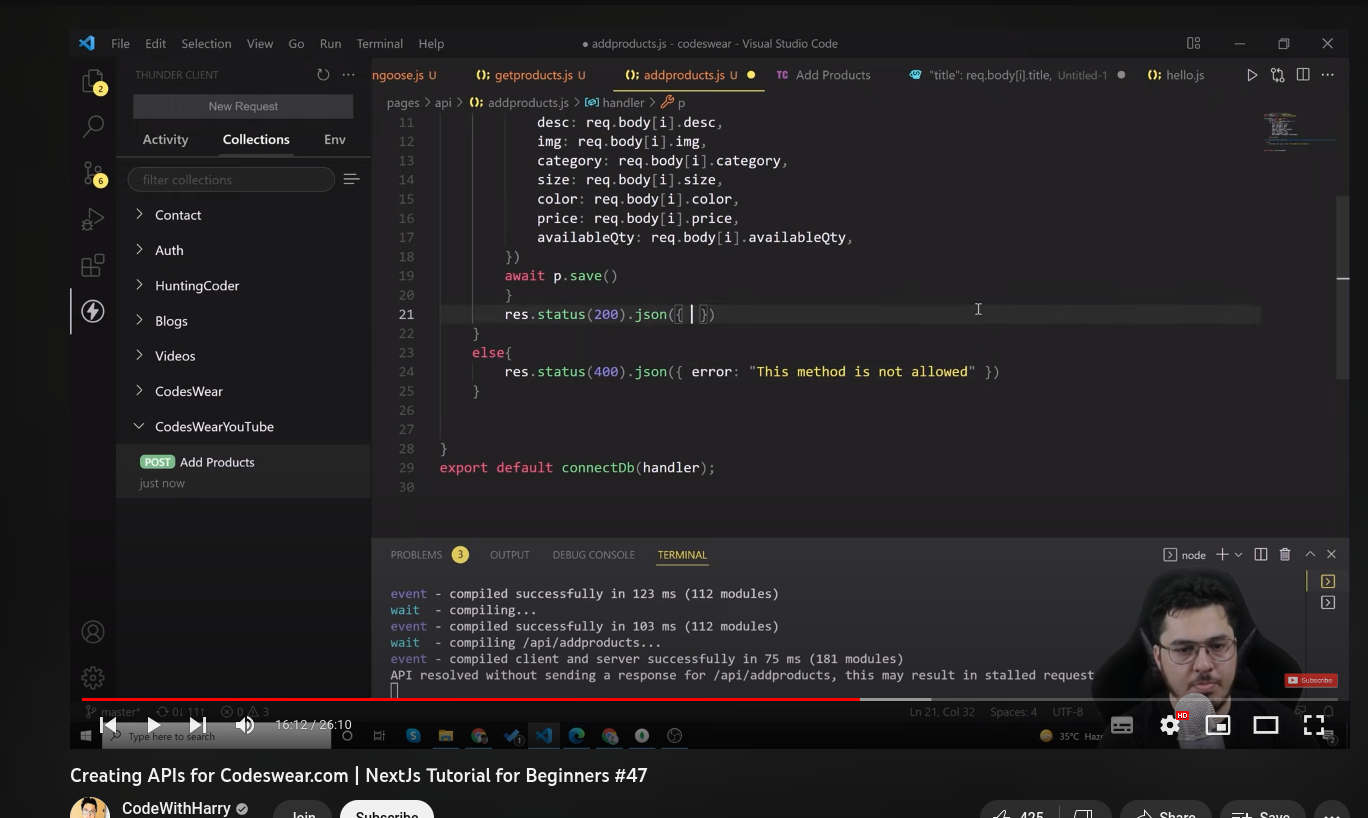 File Edit Selection View Go Run Terminal Help
● addproducts.js - codeswear - Visual Studio Code
THUNDER CLIENT
ngoose.js U
getproducts.js U
addproducts.js U
TC Add Products
"title": req.body[i].title, Untitled-1
hello.js
2
New Request
pages > api > addproducts.js > handler > p
Activity Collections Env
filter collections
6
Contact
Auth
HuntingCoder
Blogs
Videos
CodesWear
CodesWearYouTube
POST Add Products
just now
11 desc: req.body[i].desc,
12 img: req.body[i].img,
13 category: req.body[i].category,
14 size: req.body[i].size,
15 color: req.body[i].color,
16 price: req.body[i].price,
17 availableQty: req.body[i].availableQty,
18 })
19 await p.save()
20 }
21 res.status(200).json({ })
22 }
23 else{
24 res.status(400).json({ error: "This method is not allowed" })
25 }
26
27
28 }
29 export default connectDb(handler);
30
PROBLEMS 3 OUTPUT DEBUG CONSOLE TERMINAL
node
event - compiled successfully in 123 ms (112 modules)
wait - compiling...
event - compiled successfully in 103 ms (112 modules)
wait - compiling /api/addproducts...
event - compiled client and server successfully in 75 ms (181 modules)
API resolved without sending a response for /api/addproducts, this may result in stalled request
Subscribe
master* 0↓ 11↑ 0 3
Ln 21, Col 32 Spaces: 4 UTF-8
16:12 / 26:10
HD
Type here to search
1
35°C Haze
2
Creating APIs for Codeswear.com | NextJs Tutorial for Beginners #47
CodeWithHarry
Join
Subscribe
425
Share
Save